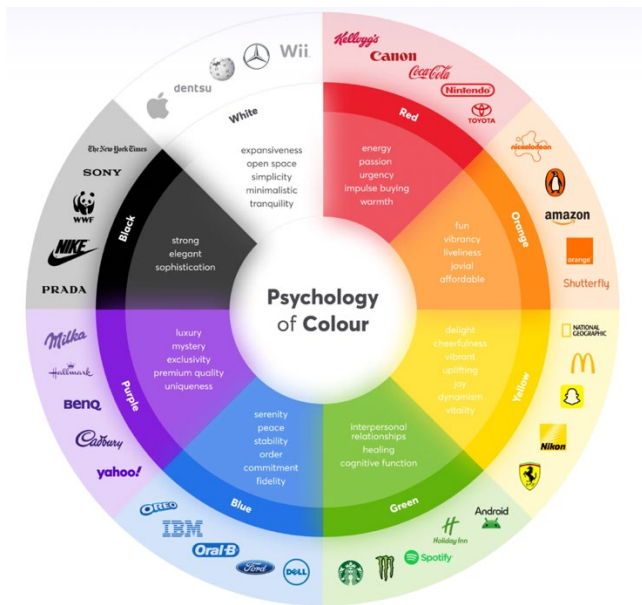 Psychology
of Colour
White
expansiveness
open space
simplicity
minimalistic
tranquility
dentsu
Wii
Red
energy
passion
urgency
impulse buying
warmth
Kellogg's
Canon
Coca-Cola
Nintendo
TOYOTA
Orange
fun
vibrancy
liveliness
jovial
affordable
nickelodeon
amazon
orange
Shutterfly
Yellow
delight
cheerfulness
vibrant
uplifting
joy
dynamism
vitality
NATIONAL
GEOGRAPHIC
Nikon
Green
interpersonal
relationships
healing
cognitive function
Android
H
Holiday Inn
Spotify
Blue
serenity
peace
stability
order
commitment
fidelity
OREO
IBM
Oral-B
Ford
DELL
Purple
luxury
mystery
exclusivity
premium quality
uniqueness
Milka
Hallmark
BenQ
Cadbury
yahoo!
Black
strong
elegant
sophistication
The New York Times
SONY
WWF
NIKE
PRADA